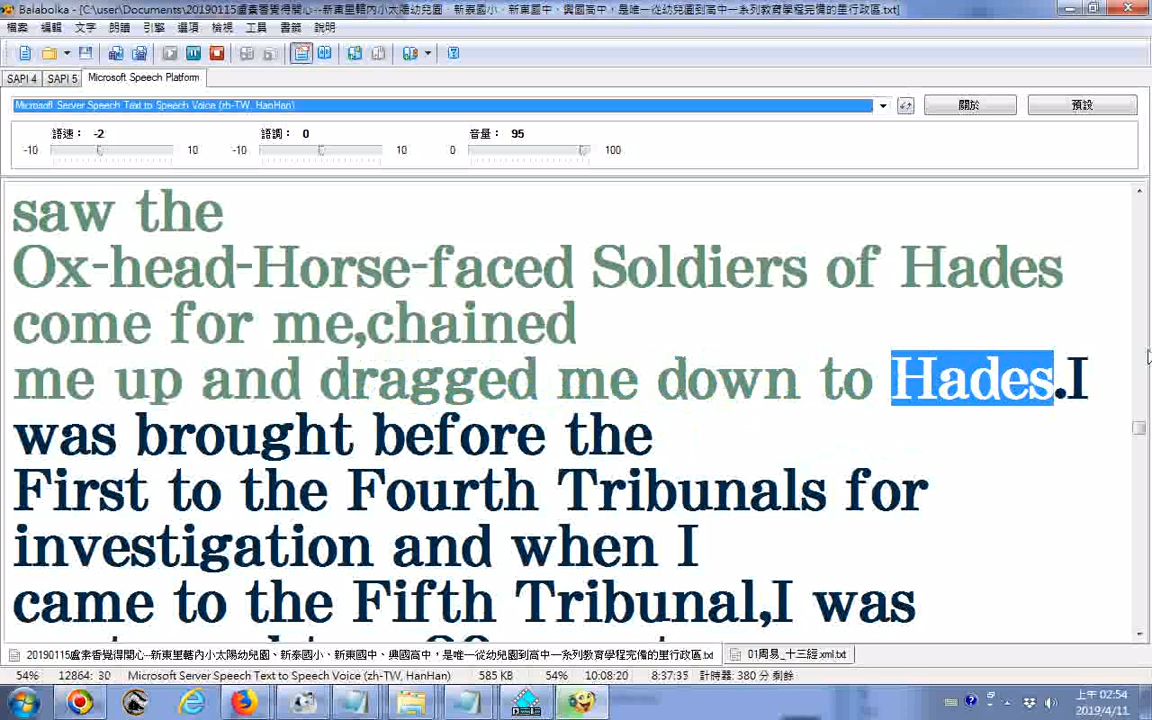 Balabolka - [C:\user\Documents\20190115盧素香覺得開心--新東里轄內小太陽幼兒園、新泰國小、新東國中、興國高中，是唯一從幼兒園到高中一系列教育學程完備的里行政區.txt]
檔案 編輯 文字 朗讀 引擎 選項 檢視 工具 書籤 說明
SAPI 4 SAPI 5 Microsoft Speech Platform
Microsoft Server Speech Text to Speech Voice (zh-TW, HanHan) 關於 預設
語速： -2 語調： 0 音量： 95
-10 10 -10 10 0 100
saw the
Ox-head-Horse-faced Soldiers of Hades
come for me,chained
me up and dragged me down to Hades.I
was brought before the
First to the Fourth Tribunals for
investigation and when I
came to the Fifth Tribunal,I was
20190115盧素香覺得開心--新東里轄內小太陽幼兒園、新泰國小、新東國中、興國高中，是唯一從幼兒園到高中一系列教育學程完備的里行政區.txt 01周易_十三經.xml.txt
54% 12864: 30 Microsoft Server Speech Text to Speech Voice (zh-TW, HanHan) 585 KB 54% 10:08:20 8:37:35 計時器: 380 分 剩餘
上午 02:54
2019/4/11